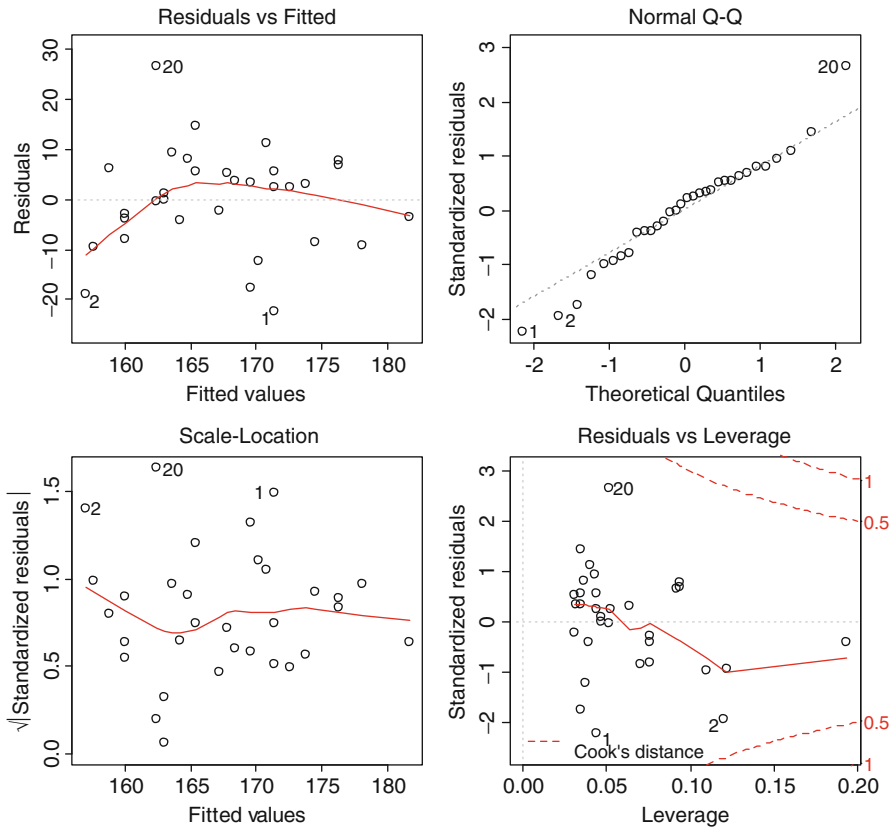 Residuals vs Fitted
Residuals
30
20
10
0
−10
−20
20
2
1
160 165 170 175 180
Fitted values
Normal Q-Q
Standardized residuals
3
2
1
0
−1
−2
20
1
2
-2 -1 0 1 2
Theoretical Quantiles
Scale-Location
√|Standardized residuals|
1.5
1.0
0.5
0.0
20
2
1
160 165 170 175 180
Fitted values
Residuals vs Leverage
Standardized residuals
3
2
1
0
−1
−2
20
1
0.5
2
1
0.5
1
Cook's distance
0.00 0.05 0.10 0.15 0.20
Leverage